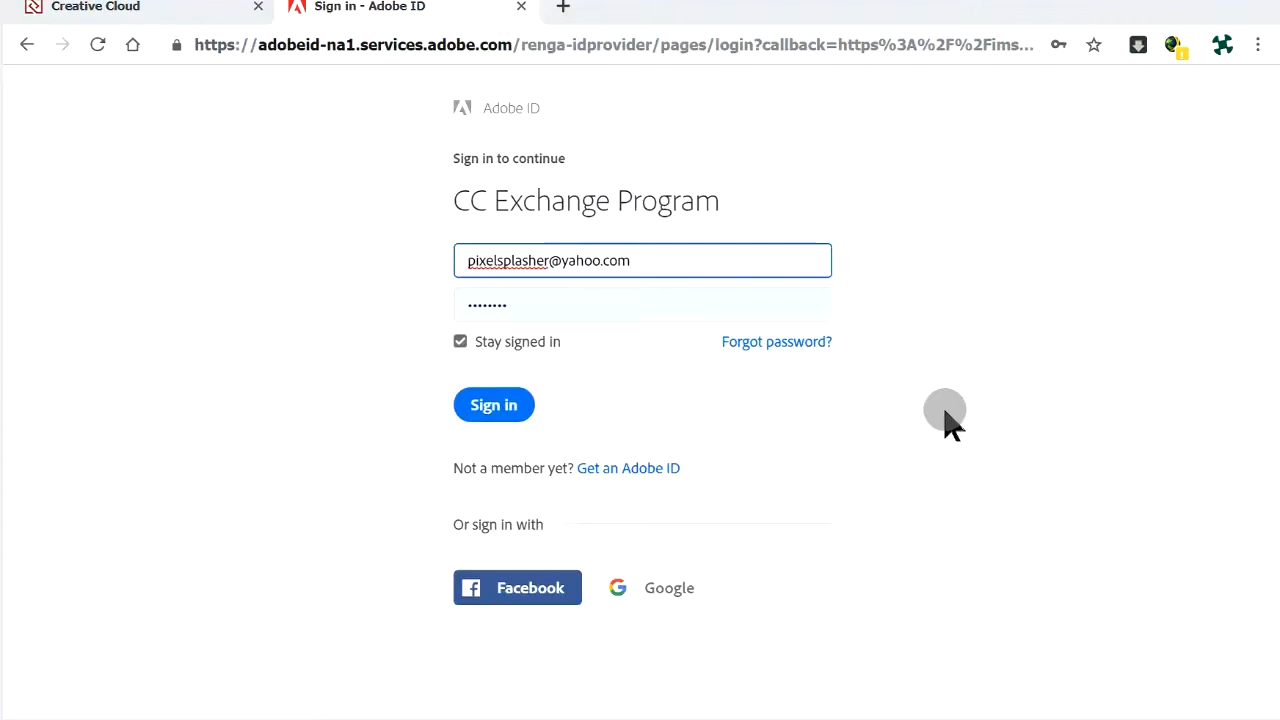 Creative Cloud
Sign in - Adobe ID
https://adobeid-na1.services.adobe.com/renga-idprovider/pages/login?callback=https%3A%2F%2Fims...
Adobe ID
Sign in to continue
CC Exchange Program
pixelsplasher@yahoo.com
••••••••
Stay signed in
Forgot password?
Sign in
Not a member yet? Get an Adobe ID
Or sign in with
Facebook
Google